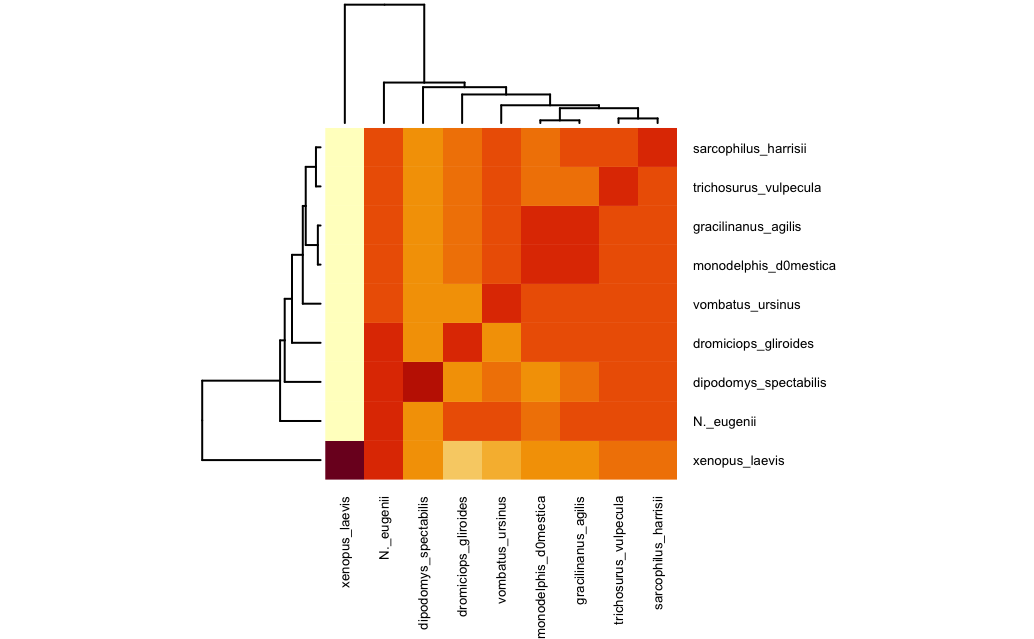 sarcophilus_harrisii
trichosurus_vulpecula
gracilinanus_agilis
monodelphis_d0mestica
vombatus_ursinus
dromiciops_gliroides
dipodomys_spectabilis
N._eugenii
xenopus_laevis
xenopus_laevis
N._eugenii
dipodomys_spectabilis
dromiciops_gliroides
vombatus_ursinus
monodelphis_d0mestica
gracilinanus_agilis
trichosurus_vulpecula
sarcophilus_harrisii